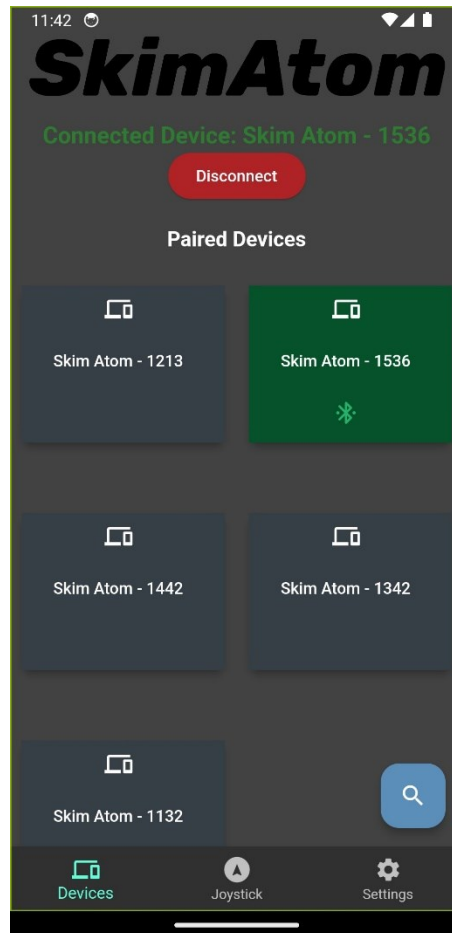 11:42
SkimAtom
Connected Device: Skim Atom - 1536
Disconnect
Paired Devices
Skim Atom - 1213
Skim Atom - 1536
Skim Atom - 1442
Skim Atom - 1342
Skim Atom - 1132
Devices
Joystick
Settings